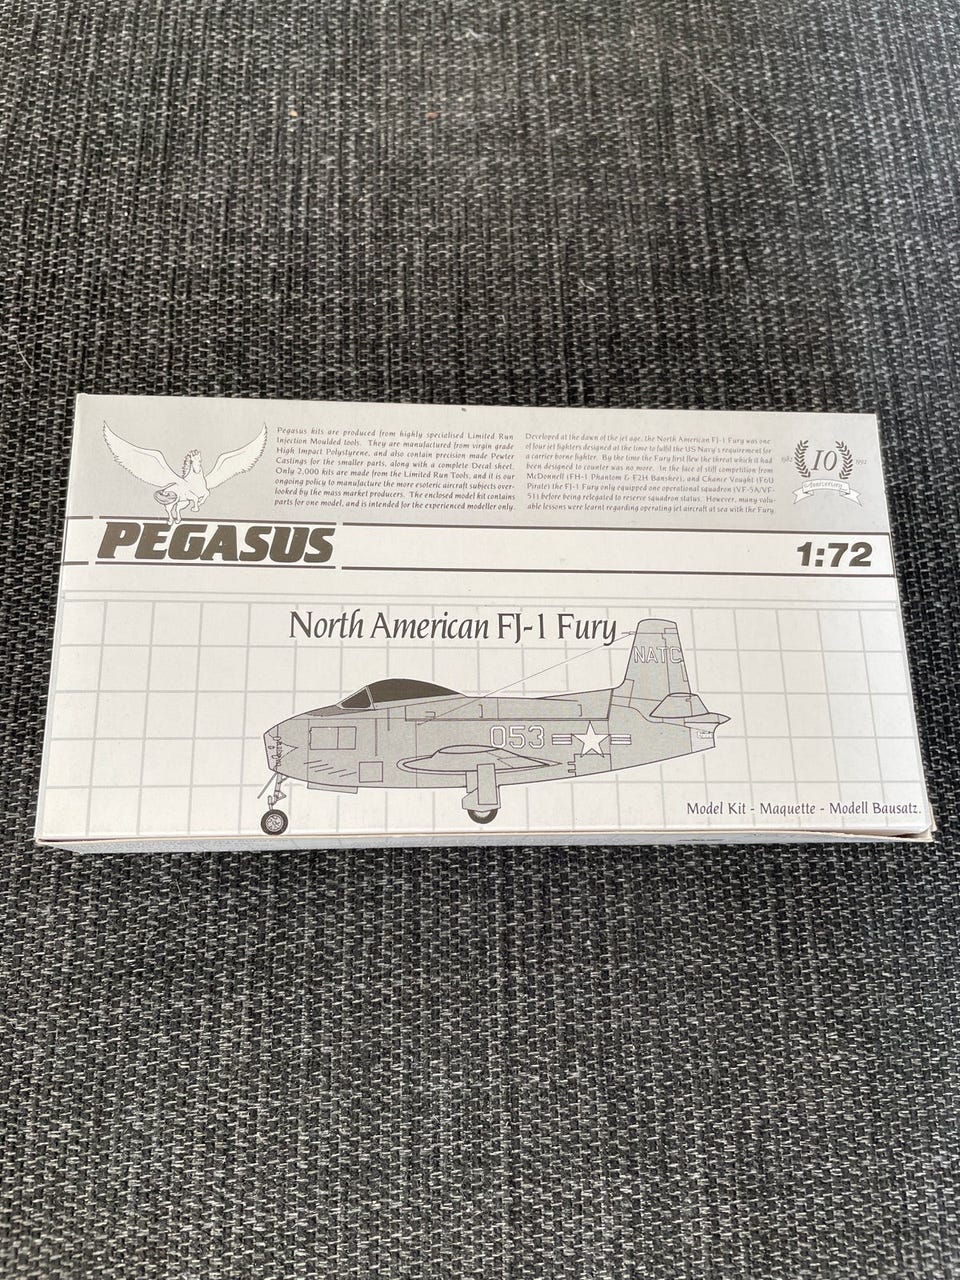 Pegasus kits are produced from highly specialised Limited Run
Injection Moulded tools. They are manufactured from virgin grade
High Impact Polystyrene, and also contain precision made Pewter
Castings for the smaller parts, along with a complete Decal sheet.
Only 2,000 kits are made from the Limited Run Tools, and it is our
ongoing policy to manufacture the more esoteric aircraft subjects over-
looked by the mass market producers. The enclosed model kit contains
parts for one model, and is intended for the experienced modeller only.
Developed at the dawn of the jet age, the North American FJ-1 Fury was one
of four jet fighters designed at the time to fulfil the US Navy's requirement for
a carrier borne fighter. By the time the Fury first flew the threat which it had
been designed to counter was no more. In the face of stiff competition from
McDonnell (FH-1 Phantom & F2H Banshee), and Chance Vought (F6U
Pirate) the FJ-1 Fury only equipped one operational squadron (VF-5A/VF-
51) before being relegated to reserve squadron status. However, many valu-
able lessons were learnt regarding operating jet aircraft at sea with the Fury.
1982 10 1992
Anniversary
PEGASUS
1:72
North American FJ-1 Fury
NATC
053
Model Kit - Maquette - Modell Bausatz.